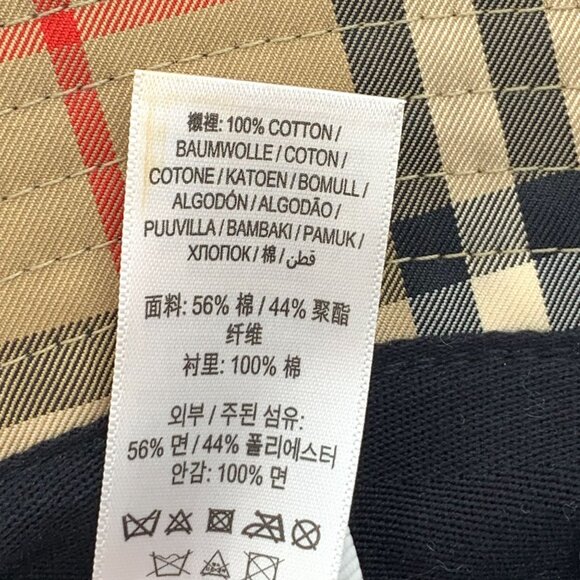 襯裡: 100% COTTON /
BAUMWOLLE / COTON /
COTONE / KATOEN / BOMULL /
ALGODÓN / ALGODÃO /
PUUVILLA / BAMBAKI / PAMUK /
ХЛОПОК / 棉 / قطن
面料: 56% 棉 / 44% 聚酯
纤维
衬里: 100% 棉
외부 / 주된 섬유:
56% 면 / 44% 폴리에스터
안감: 100% 면